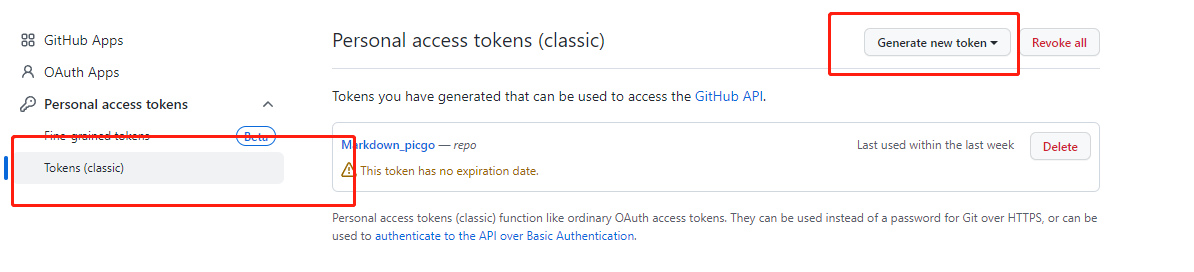 GitHub Apps
OAuth Apps
Personal access tokens
Fine-grained tokens Beta
Tokens (classic)
Personal access tokens (classic) Generate new token Revoke all
Tokens you have generated that can be used to access the GitHub API.
Markdown_picgo — repo Last used within the last week Delete
This token has no expiration date.
Personal access tokens (classic) function like ordinary OAuth access tokens. They can be used instead of a password for Git over HTTPS, or can be
used to authenticate to the API over Basic Authentication.